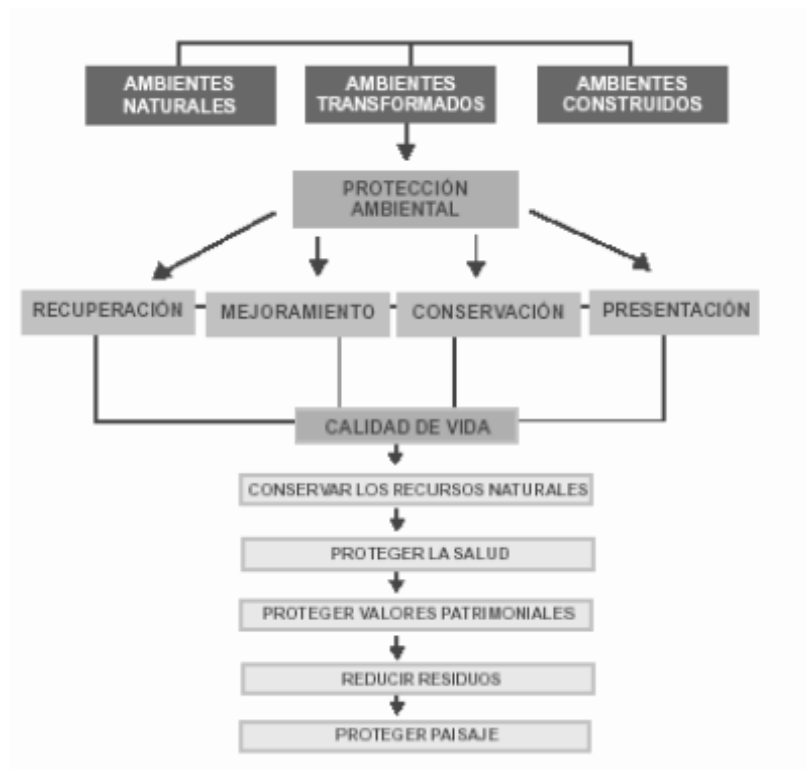 AMBIENTES
NATURALES
AMBIENTES
TRANSFORMADOS
AMBIENTES
CONSTRUIDOS
PROTECCIÓN
AMBIENTAL
RECUPERACIÓN
MEJORAMIENTO
CONSERVACIÓN
PRESENTACIÓN
CALIDAD DE VIDA
CONSERVAR LOS RECURSOS NATURALES
PROTEGER LA SALUD
PROTEGER VALORES PATRIMONIALES
REDUCIR RESIDUOS
PROTEGER PAISAJE